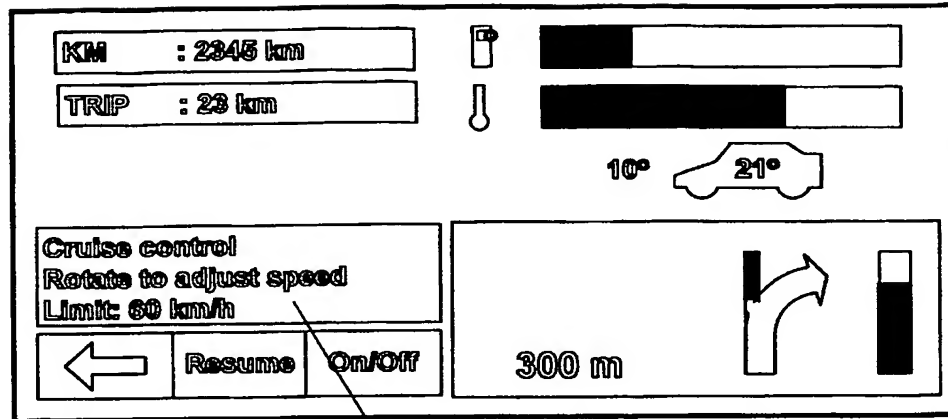 KM : 2345 km
TRIP : 23 km
10° 21°
Cruise control
Rotate to adjust speed
Limit: 60 km/h
Resume On/Off
300 m